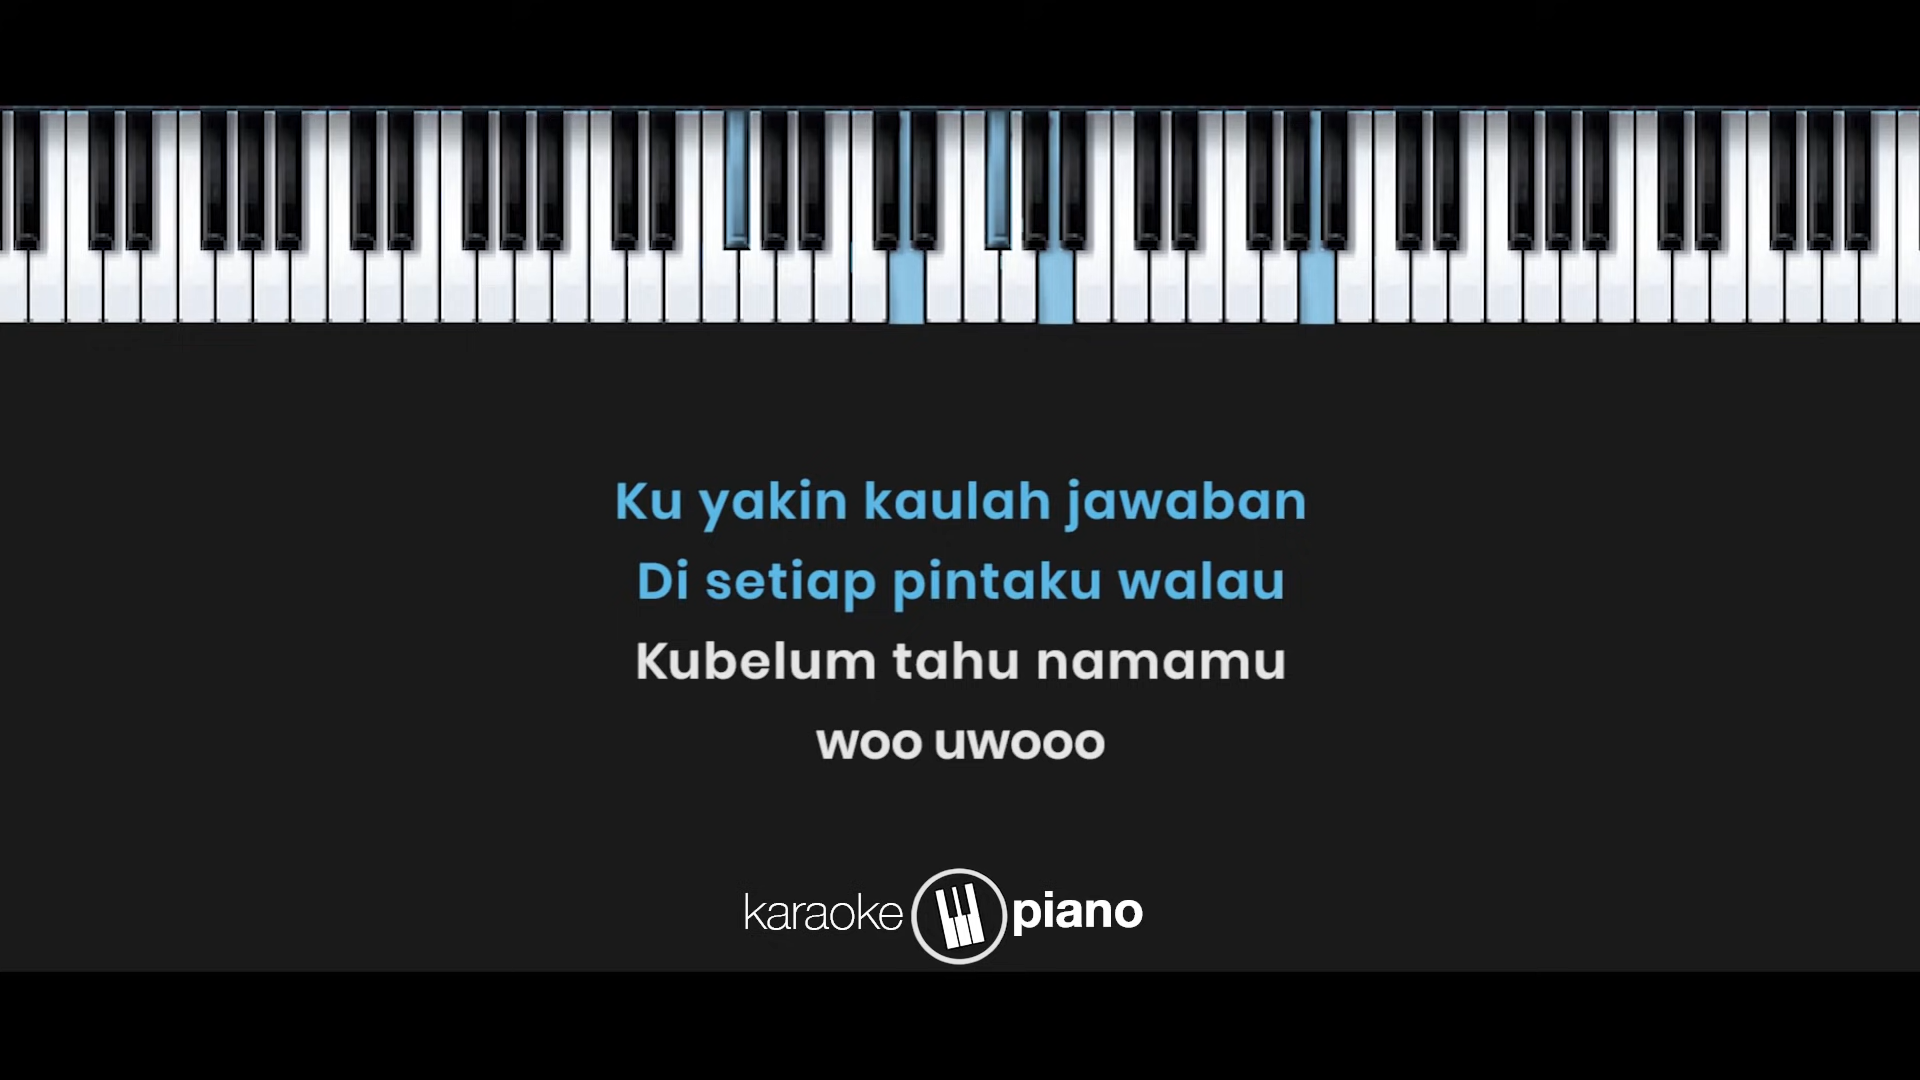 Ku yakin kaulah jawaban
Di setiap pintaku walau
Kubelum tahu namamu
woo uwooo
karaoke piano